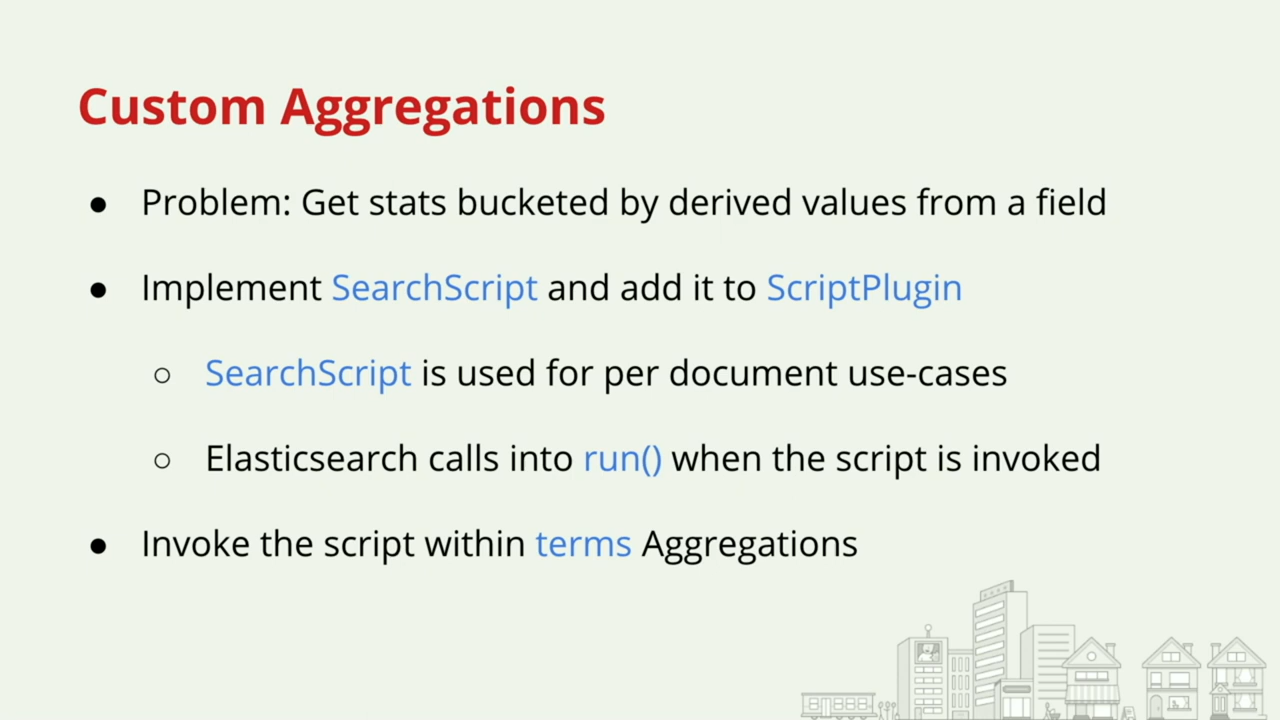 Custom Aggregations
● Problem: Get stats bucketed by derived values from a field
● Implement SearchScript and add it to ScriptPlugin
○ SearchScript is used for per document use-cases
○ Elasticsearch calls into run() when the script is invoked
● Invoke the script within terms Aggregations